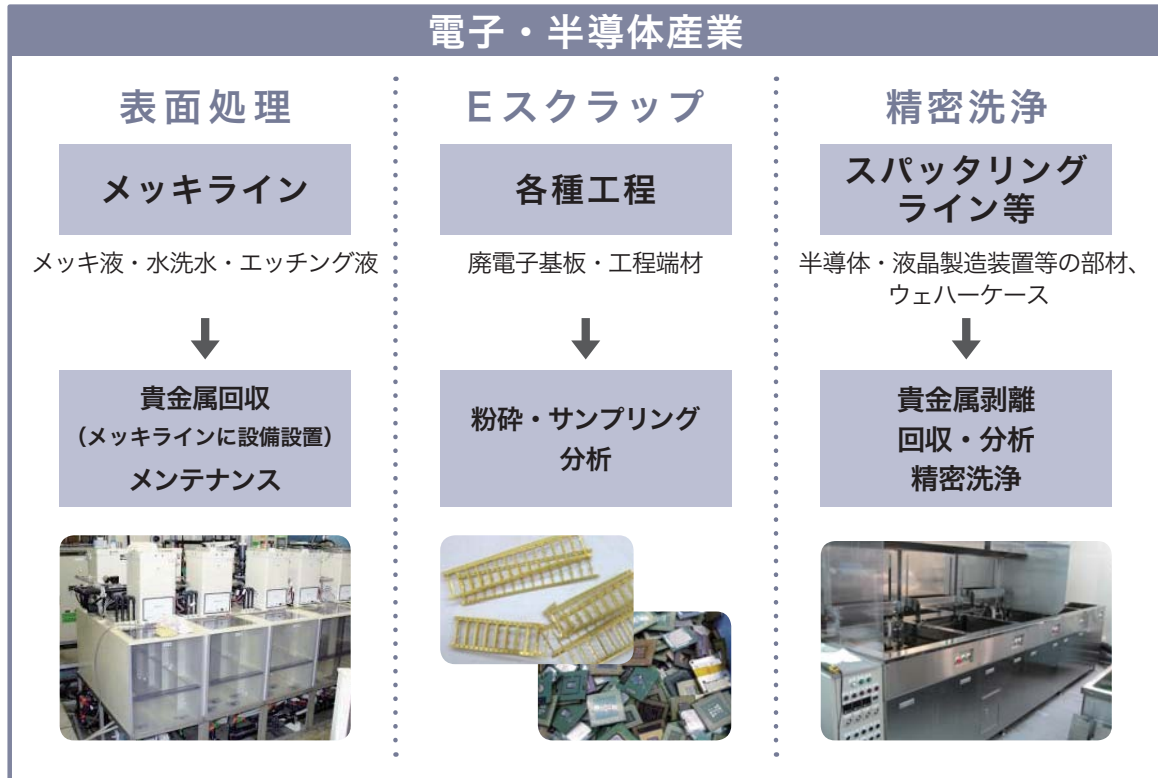 電子・半導体産業
表面処理
メッキライン
メッキ液・水洗水・エッチング液
貴金属回収
（メッキラインに設備設置）
メンテナンス
Eスクラップ
各種工程
廃電子基板・工程端材
粉砕・サンプリング
分析
精密洗浄
スパッタリング
ライン等
半導体・液晶製造装置等の部材、
ウェハーケース
貴金属剥離
回収・分析
精密洗浄